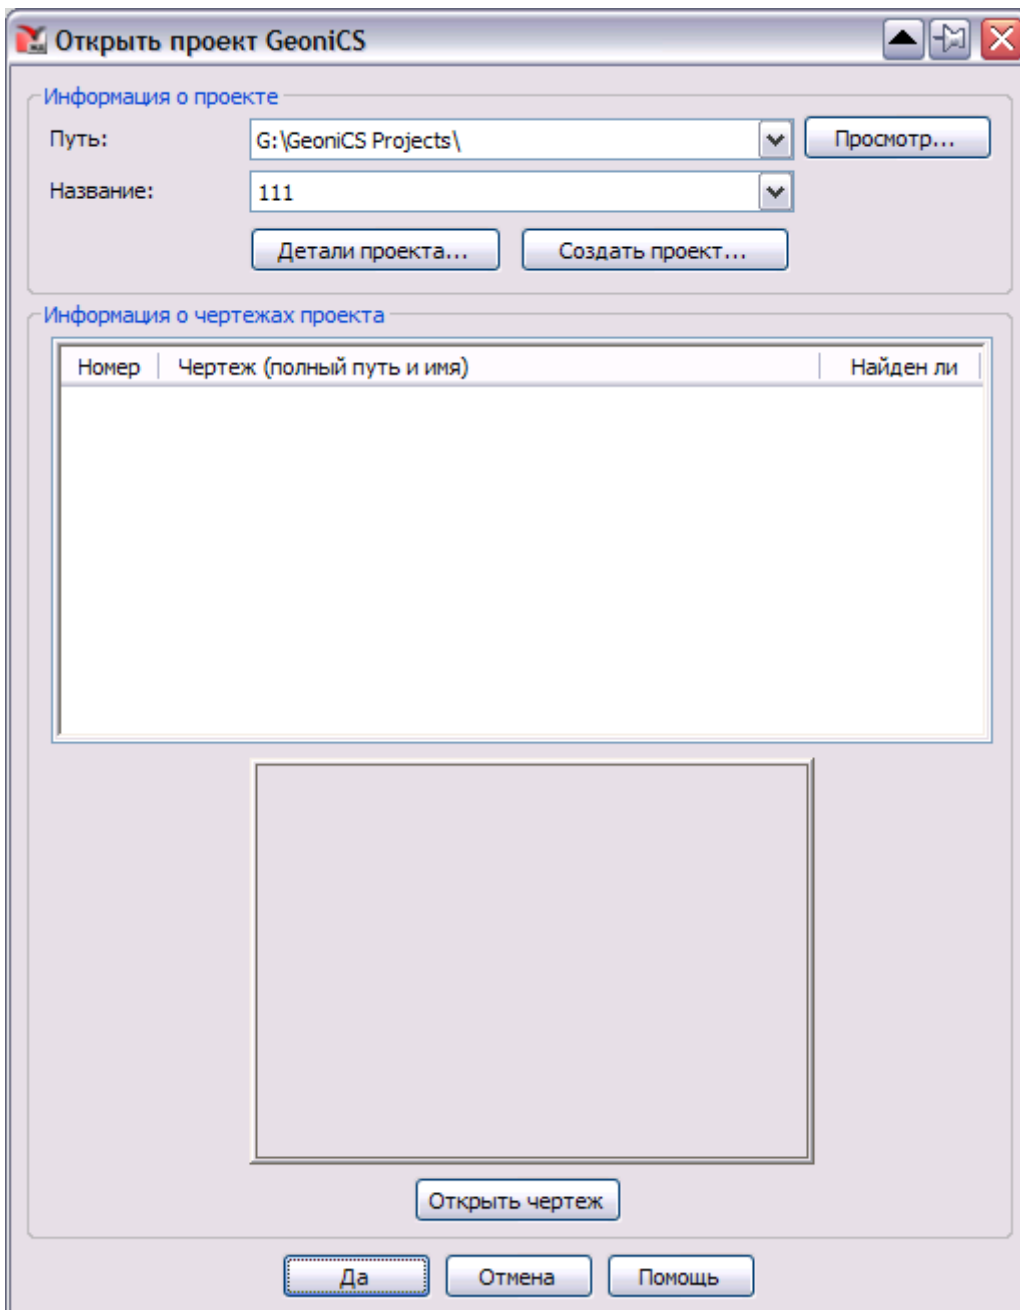 Открыть проект GeoniCS
Информация о проекте
Путь: G:\GeoniCS Projects\ Просмотр...
Название: 111
Детали проекта... Создать проект...
Информация о чертежах проекта
Номер Чертеж (полный путь и имя) Найден ли
Открыть чертеж
Да Отмена Помощь